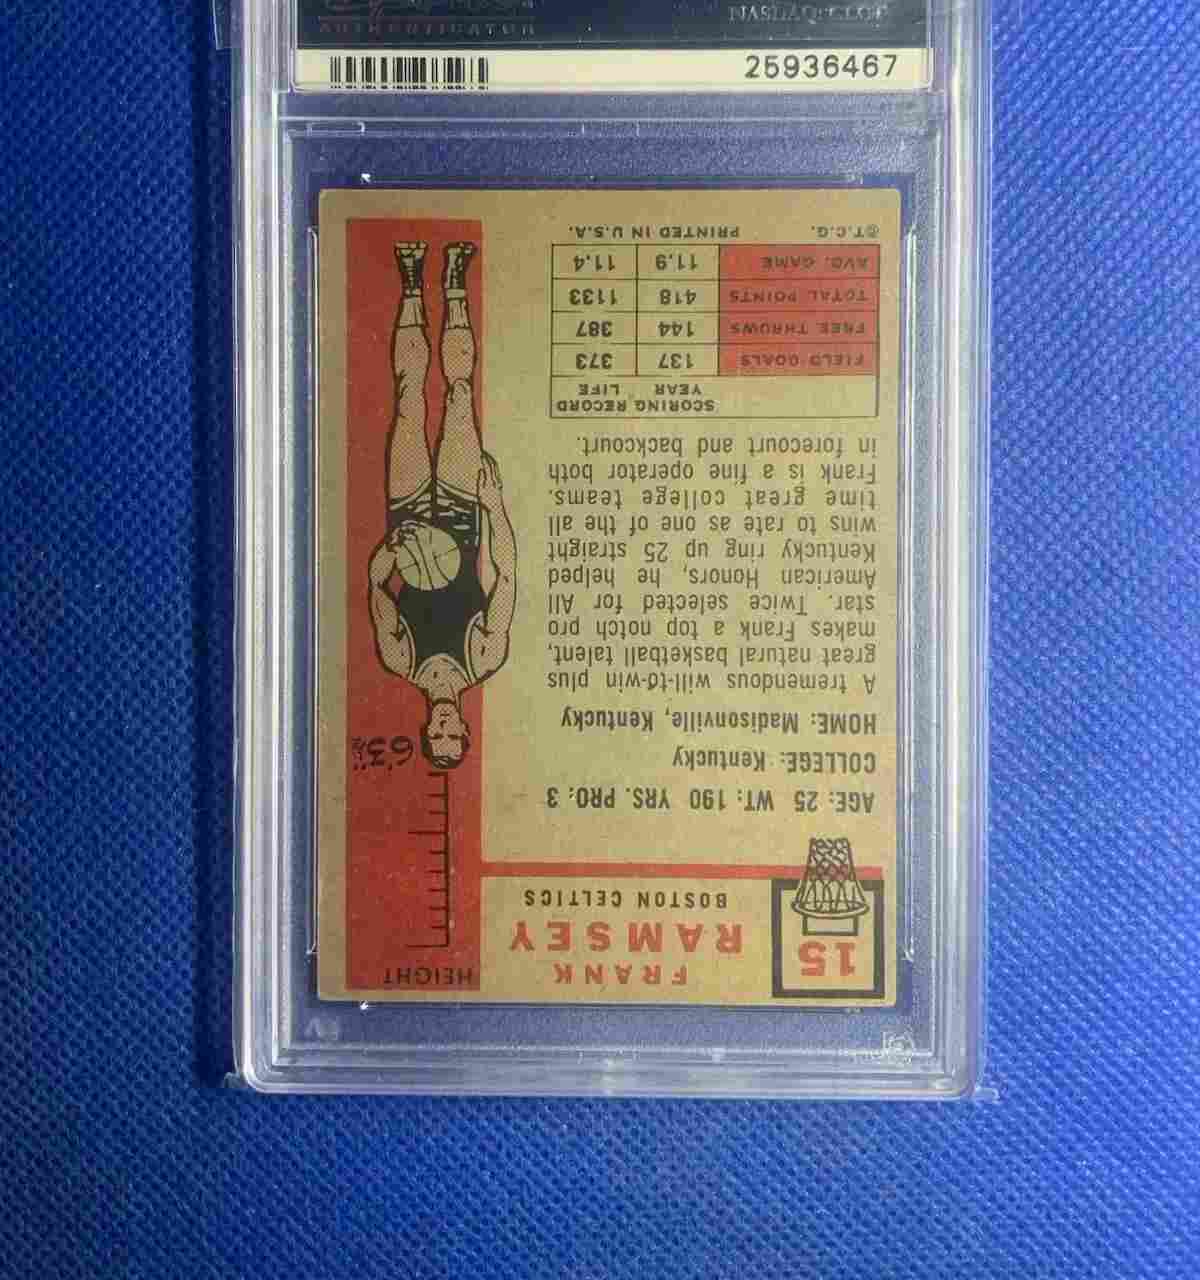 AUTHENTICATOR
NASDAQ: CLCT
25936467
15
FRANK
RAMSEY
BOSTON CELTICS
HEIGHT
6'3½"
AGE: 25 WT: 190 YRS. PRO: 3
COLLEGE: Kentucky
HOME: Madisonville, Kentucky
A tremendous will-to-win plus
great natural basketball talent,
makes Frank a top notch pro
star. Twice selected for All
American Honors, he helped
Kentucky ring up 25 straight
wins to rate as one of the all
time great college teams.
Frank is a fine operator both
in forecourt and backcourt.
SCORING RECORD
YEAR LIFE
FIELD GOALS 137 373
FREE THROWS 144 387
TOTAL POINTS 418 1133
AVG. GAME 11.9 11.4
©T.C.G. PRINTED IN U.S.A.